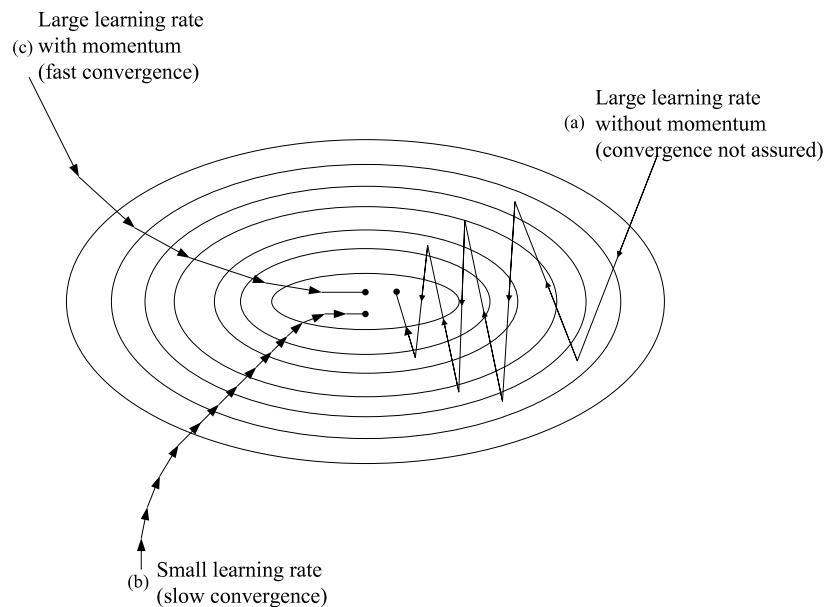 Large learning rate
(c) with momentum
(fast convergence)
Large learning rate
(a) without momentum
(convergence not assured)
(b) Small learning rate
(slow convergence)